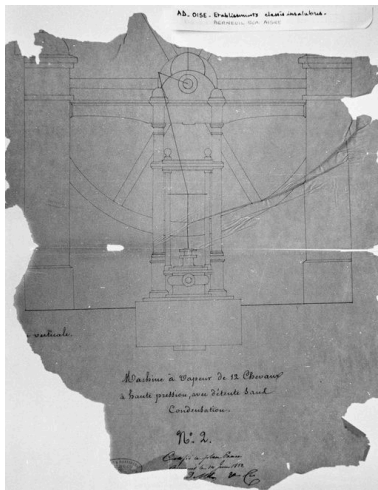 AD. OISE. Etablissements classés insalubres.
BERNEUIL SUR AISNE
verticale.
Machine à Vapeur de 12 Chevaux
à haute pression, avec détente Sans
Condensation.
N°. 2.